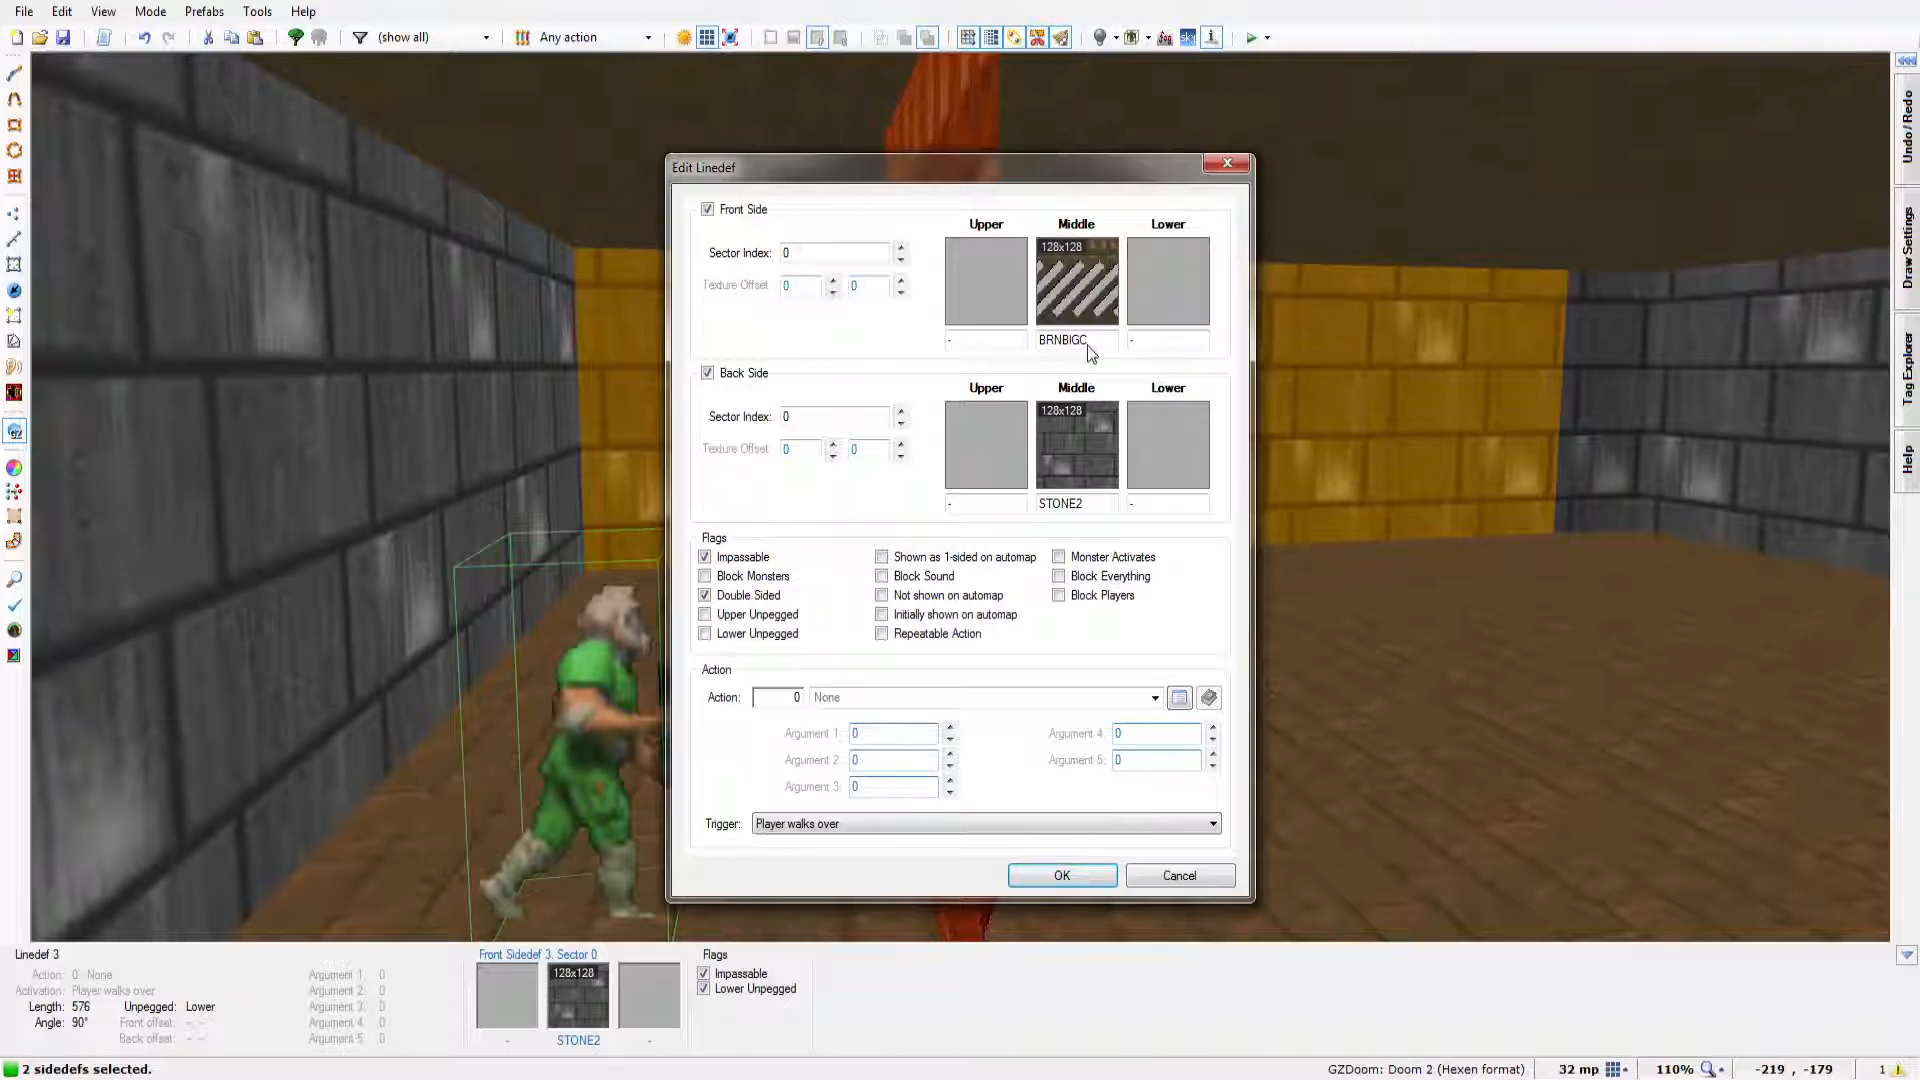 File Edit View Mode Prefabs Tools Help
(show all) Any action
Undo / Redo
Draw Settings
Tag Explorer
Help
Edit Linedef
Front Side
Upper Middle Lower
Sector Index: 0
128x128
Texture Offset 0 0
- BRNBIGC -
Back Side
Upper Middle Lower
Sector Index: 0
128x128
Texture Offset 0 0
- STONE2 -
Flags
Impassable Shown as 1-sided on automap Monster Activates
Block Monsters Block Sound Block Everything
Double Sided Not shown on automap Block Players
Upper Unpegged Initially shown on automap
Lower Unpegged Repeatable Action
Action
Action: 0 None
Argument 1: 0 Argument 4: 0
Argument 2: 0 Argument 5: 0
Argument 3: 0
Trigger: Player walks over
OK Cancel
Linedef 3 Front Sidedef 3. Sector 0 Flags
Action: 0 None Argument 1: 0 128x128 Impassable
Activation: Player walks over Argument 2: 0 Lower Unpegged
Length: 576 Unpegged: Lower Argument 3: 0
Angle: 90° Front offset: -- -- Argument 4: 0
Back offset: -- -- Argument 5: 0 - STONE2 -
2 sidedefs selected. GZDoom: Doom 2 (Hexen format) 32 mp 110% -219 , -179 1